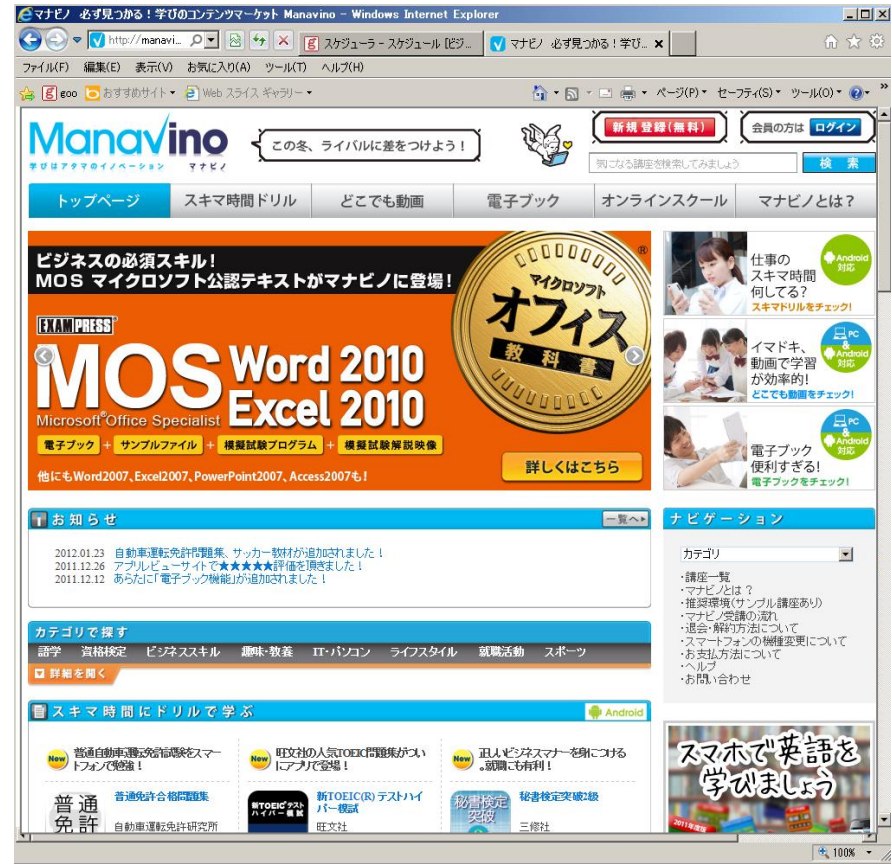 マナビノ 必ず見つかる！学びのコンテンツマーケット Manavino - Windows Internet Explorer
http://manavi...
スケジューラ - スケジュール [ビジ...
マナビノ 必ず見つかる！学び...
ファイル(F) 編集(E) 表示(V) お気に入り(A) ツール(T) ヘルプ(H)
goo おすすめサイト Web スライス ギャラリー
ページ(P) セーフティ(S) ツール(O)
Manavino
学びはアタマのイノベーション マナビノ
この冬、ライバルに差をつけよう！
新規登録(無料)
会員の方は ログイン
気になる講座を検索してみましょう
検 索
トップページ スキマ時間ドリル どこでも動画 電子ブック オンラインスクール マナビノとは？
ビジネスの必須スキル！
MOS マイクロソフト公認テキストがマナビノに登場！
EXAMPRESS
MOS
Microsoft Office Specialist
Word 2010
Excel 2010
電子ブック + サンプルファイル + 模擬試験プログラム + 模擬試験解説映像
他にもWord2007、Excel2007、PowerPoint2007、Access2007も！
マイクロソフト
オフィス
教科書
詳しくはこちら
仕事の
スキマ時間
何してる？
スキマドリルをチェック！
Android
対応
イマドキ、
動画で学習
が効率的！
どこでも動画をチェック！
PC
&
Android
対応
電子ブック
便利すぎる！
電子ブックをチェック！
PC
&
Android
対応
お知らせ
一覧へ
2012.01.23 自動車運転免許問題集、サッカー教材が追加されました！
2011.12.26 アプリレビューサイトで★★★★★評価を頂きました！
2011.12.12 あらたに「電子ブック機能」が追加されました！
ナビゲーション
カテゴリ
・講座一覧
・マナビノとは？
・推奨環境(サンプル講座あり)
・マナビノ受講の流れ
・退会・解約方法について
・スマートフォンの機種変更について
・お支払方法について
・ヘルプ
・お問い合わせ
カテゴリで探す
語学 資格検定 ビジネススキル 趣味・教養 IT・パソコン ライフスタイル 就職活動 スポーツ
詳細を開く
スキマ時間にドリルで学ぶ
Android
New 普通自動車運転免許試験をスマー
トフォンで勉強！
New 旺文社の人気TOEIC問題集がつい
にアプリで登場！
New 正しいビジネスマナーを身につける
。就職にも有利！
普通
免許
普通免許合格問題集
自動車運転免許研究所
新TOEICテスト
ハイパー模試
新TOEIC(R) テストハイ
パー模試
旺文社
秘書検定
突破
秘書検定突破2級
三修社
スマホで英語を
学びましょう
2011年度版
100%